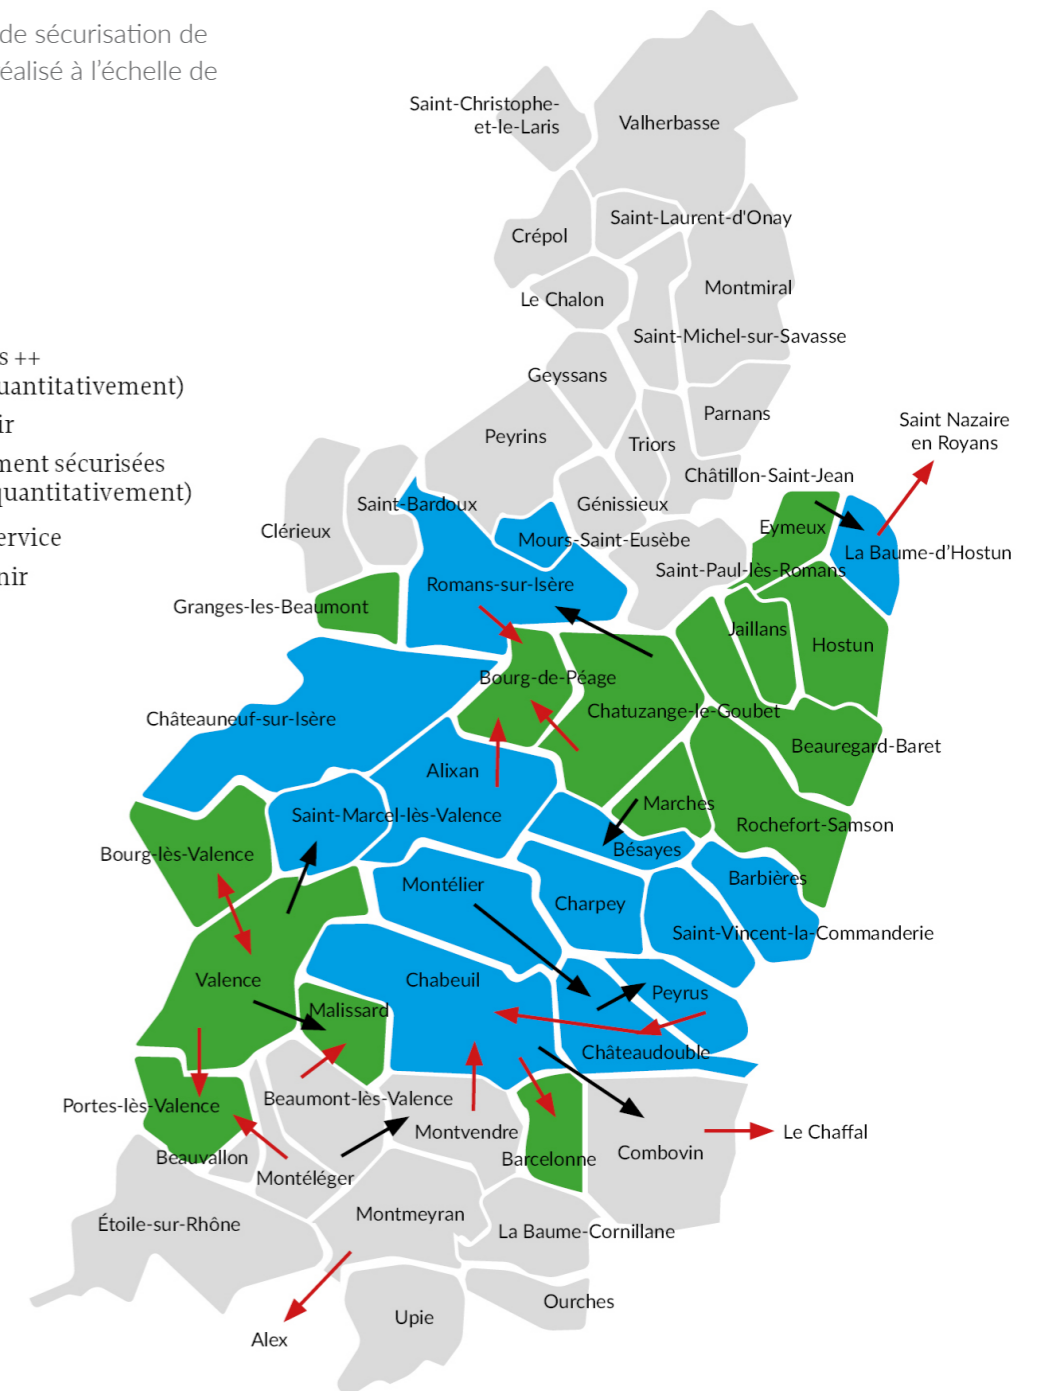 de sécurisation de
éalisé à l'échelle de
Saint-Christophe-
et-le-Laris
Valherbasse
Saint-Laurent-d'Onay
Crépol
Montmiral
Le Chalon
Saint-Michel-sur-Savasse
s ++
Geyssans
uantitativement)
Parnans
ir
Saint Nazaire
en Royans
Peyrins
Triors
ment sécurisées
Châtillon-Saint-Jean
quantitativement)
Saint-Bardoux
Génissieux
Clérieux
Eymeux
ervice
Mours-Saint-Eusèbe
La Baume-d’Hostun
nir
Saint-Paul-lès-Romans
Romans-sur-Isère
Granges-les-Beaumont
Jaillans
Hostun
Bourg-de-Péage
Chatuzange-le-Goubet
Châteauneuf-sur-Isère
Beauregard-Baret
Alixan
Marches
Saint-Marcel-lès-Valence
Rochefort-Samson
Bésayes
Bourg-lès-Valence
Barbières
Montélier
Charpey
Saint-Vincent-la-Commanderie
Valence
Chabeuil
Peyrus
Malissard
Châteaudouble
Beaumont-lès-Valence
Portes-lès-Valence
Montvendre
Le Chaffal
Combovin
Beauvallon
Barcelonne
Montéléger
Montmeyran
Étoile-sur-Rhône
La Baume-Cornillane
Ourches
Upie
Alex